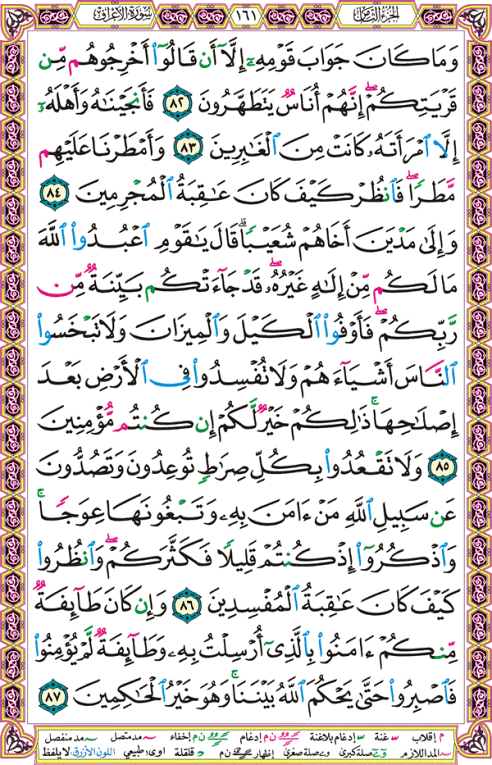 الجزء الثامن ١٦١ سورة الأعراف
وَمَا كَانَ جَوَابَ قَوْمِهِۦٓ إِلَّآ أَن قَالُوٓا۟ أَخْرِجُوهُم مِّن
قَرْيَتِكُمْ ۖ إِنَّهُمْ أُنَاسٌ يَتَطَهَّرُونَ ٨٢ فَأَنجَيْنَٰهُ وَأَهْلَهُۥٓ
إِلَّا ٱمْرَأَتَهُۥ كَانَتْ مِنَ ٱلْغَٰبِرِينَ ٨٣ وَأَمْطَرْنَا عَلَيْهِم
مَّطَرًا ۖ فَٱنظُرْ كَيْفَ كَانَ عَٰقِبَةُ ٱلْمُجْرِمِينَ ٨٤
وَإِلَىٰ مَدْيَنَ أَخَاهُمْ شُعَيْبًا ۗ قَالَ يَٰقَوْمِ ٱعْبُدُوا۟ ٱللَّهَ
مَا لَكُم مِّنْ إِلَٰهٍ غَيْرُهُۥ ۖ قَدْ جَآءَتْكُم بَيِّنَةٌ مِّن
رَّبِّكُمْ ۖ فَأَوْفُوا۟ ٱلْكَيْلَ وَٱلْمِيزَانَ وَلَا تَبْخَسُوا۟
ٱلنَّاسَ أَشْيَآءَهُمْ وَلَا تُفْسِدُوا۟ فِى ٱلْأَرْضِ بَعْدَ
إِصْلَٰحِهَا ۚ ذَٰلِكُمْ خَيْرٌ لَّكُمْ إِن كُنتُم مُّؤْمِنِينَ
٨٥ وَلَا تَقْعُدُوا۟ بِكُلِّ صِرَٰطٍ تُوعِدُونَ وَتَصُدُّونَ
عَن سَبِيلِ ٱللَّهِ مَنْ ءَامَنَ بِهِۦ وَتَبْغُونَهَا عِوَجًا ۚ
وَٱذْكُرُوٓا۟ إِذْ كُنتُمْ قَلِيلًا فَكَثَّرَكُمْ ۖ وَٱنظُرُوا۟
كَيْفَ كَانَ عَٰقِبَةُ ٱلْمُفْسِدِينَ ٨٦ وَإِن كَانَ طَآئِفَةٌ
مِّنكُمْ ءَامَنُوا۟ بِٱلَّذِىٓ أُرْسِلْتُ بِهِۦ وَطَآئِفَةٌ لَّمْ يُؤْمِنُوا۟
فَٱصْبِرُوا۟ حَتَّىٰ يَحْكُمَ ٱللَّهُ بَيْنَنَا ۚ وَهُوَ خَيْرُ ٱلْحَٰكِمِينَ ٨٧
م إقلاب س غنة إدغام بلاغنة ن م إدغام ن م إخفاء مد متصل مد منفصل
المد اللازم صلة كبرى صلة صغرى إظهار ن م قلقلة اوى؛ طبيعي اللون الأزرق: لا يلفظ